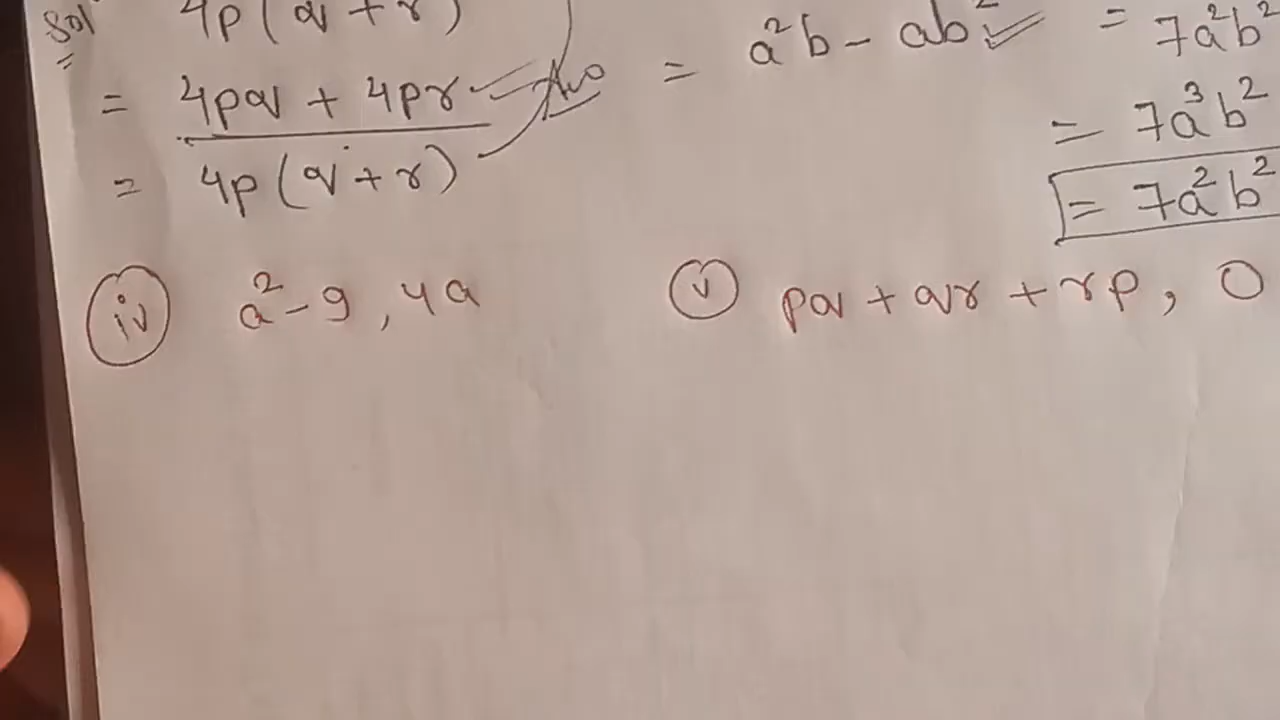 Sol 4p(q+r)
= 4pq + 4pr Ans
= 4p(q+r)
= a²b - ab²
= 7a²b²
= 7a³b²
= 7a²b²
(iv) a²-9, 4a
(v) pq + qr + rp, 0